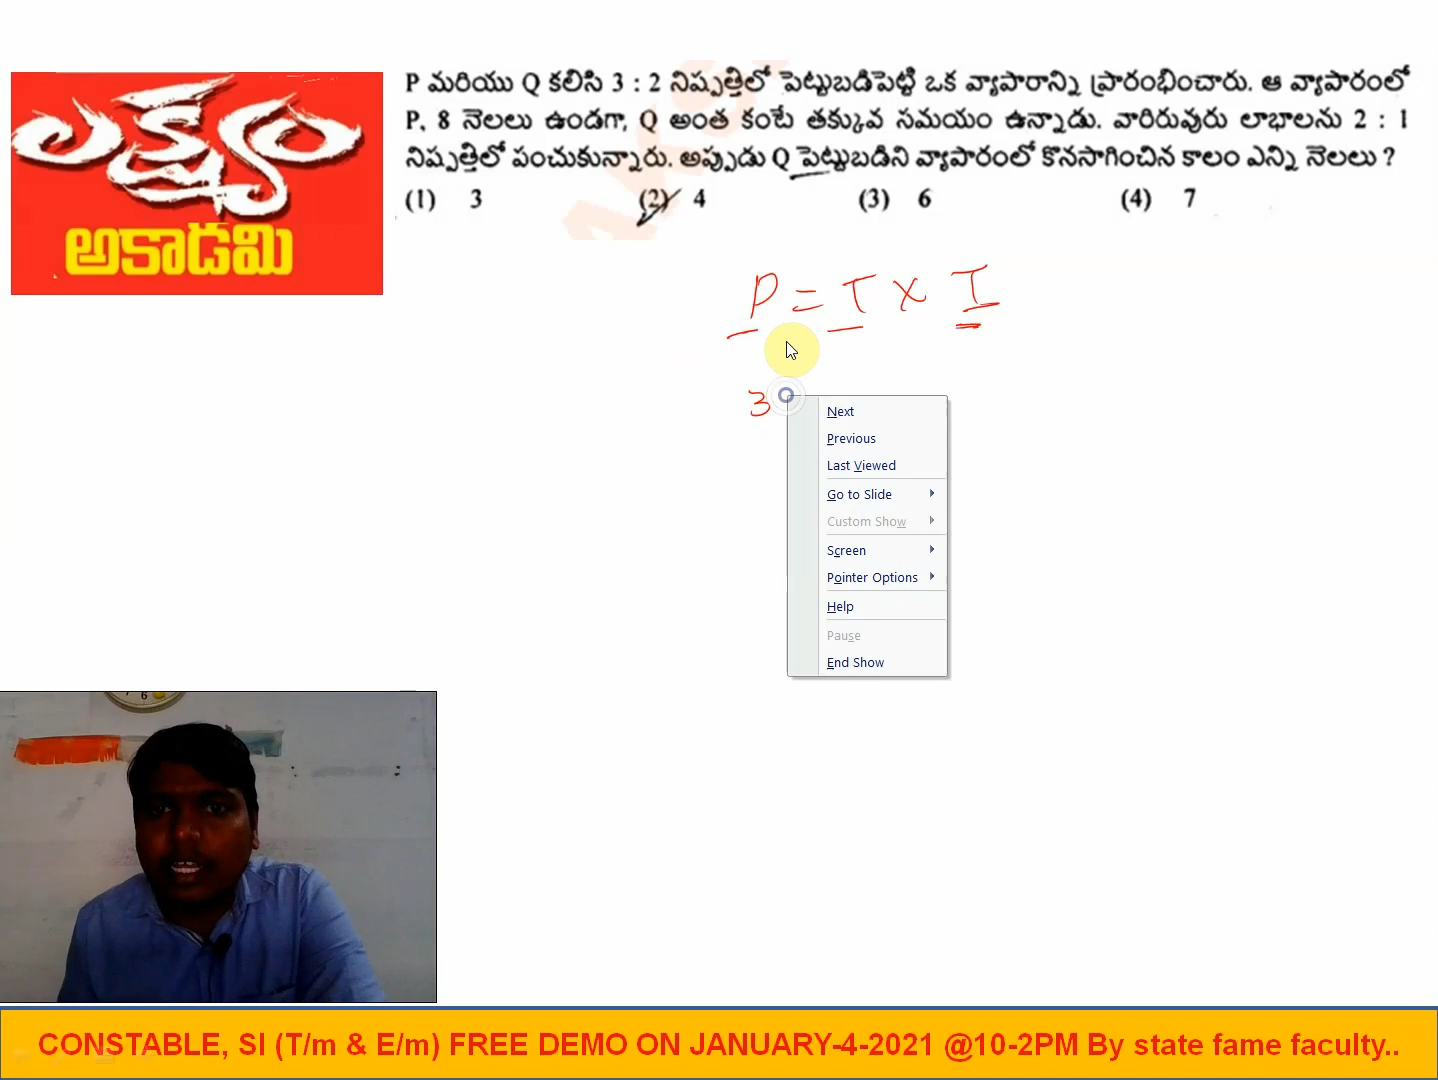 లక్ష్యం
అకాడమి
P మరియు Q కలిసి 3 : 2 నిష్పత్తిలో పెట్టుబడిపెట్టి ఒక వ్యాపారాన్ని ప్రారంభించారు. ఆ వ్యాపారంలో
P, 8 నెలలు ఉండగా, Q అంత కంటే తక్కువ సమయం ఉన్నాడు. వారిరువురు లాభాలను 2 : 1
నిష్పత్తిలో పంచుకున్నారు. అప్పుడు Q పెట్టుబడిని వ్యాపారంలో కొనసాగించిన కాలం ఎన్ని నెలలు ?
(1) 3 (2) 4 (3) 6 (4) 7
P = T × I
3
Next
Previous
Last Viewed
Go to Slide
Custom Show
Screen
Pointer Options
Help
Pause
End Show
6
CONSTABLE, SI (T/m & E/m) FREE DEMO ON JANUARY-4-2021 @10-2PM By state fame faculty..